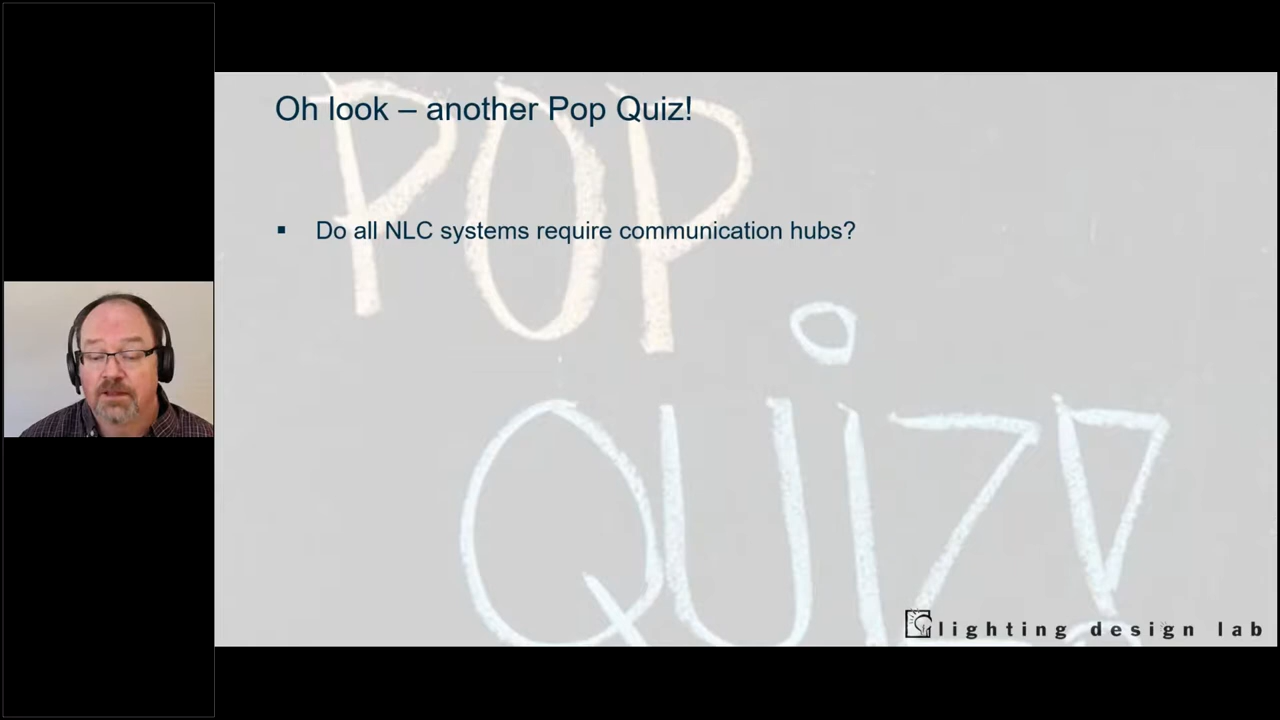 Oh look – another Pop Quiz!
▪ Do all NLC systems require communication hubs?
POP
QUiZ!
lighting design lab